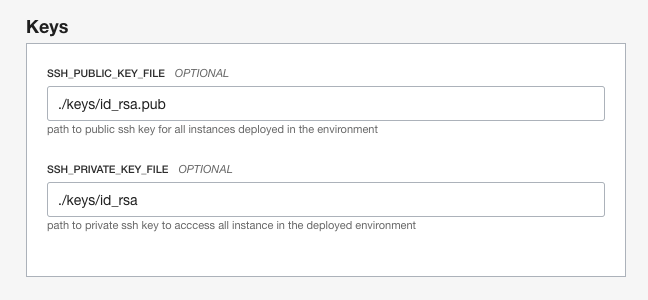 Keys
SSH_PUBLIC_KEY_FILE OPTIONAL
./keys/id_rsa.pub
path to public ssh key for all instances deployed in the environment
SSH_PRIVATE_KEY_FILE OPTIONAL
./keys/id_rsa
path to private ssh key to acccess all instance in the deployed environment